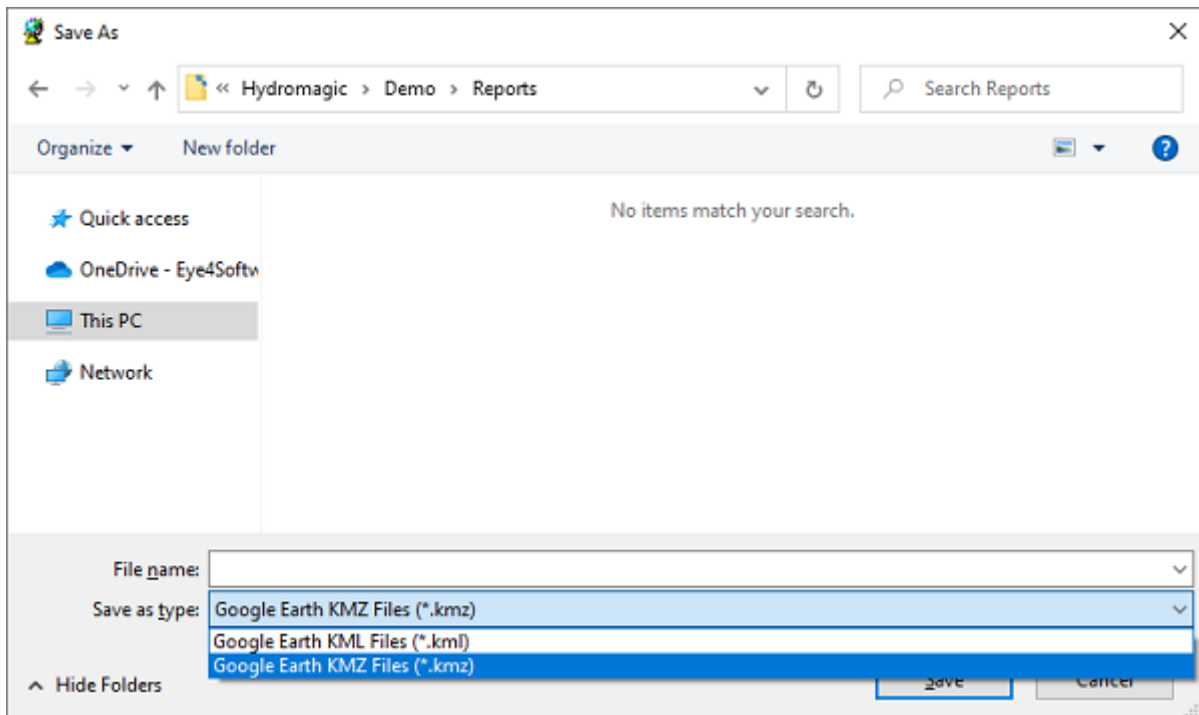 Save As
« Hydromagic > Demo > Reports
Search Reports
Organize
New folder
Quick access
No items match your search.
OneDrive - Eye4Softw
This PC
Network
File name:
Save as type: Google Earth KMZ Files (*.kmz)
Google Earth KML Files (*.kml)
Google Earth KMZ Files (*.kmz)
Hide Folders
Save
Cancel